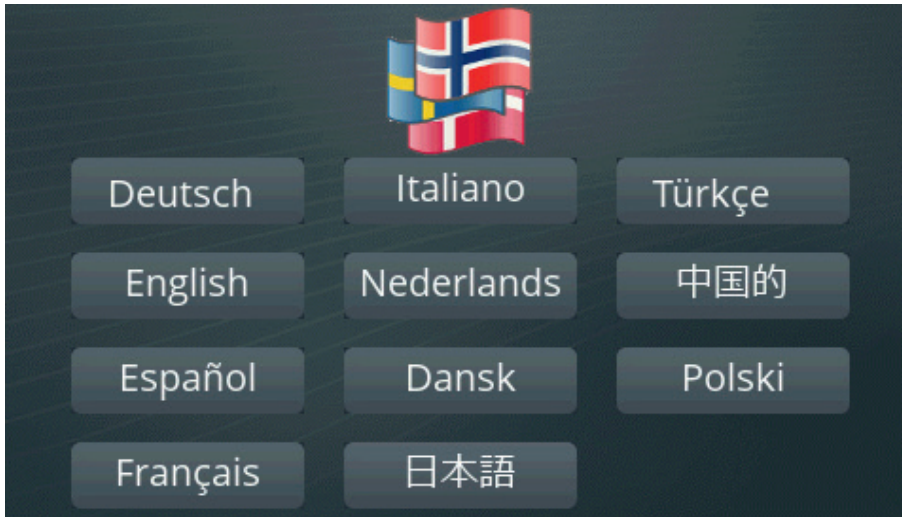 Deutsch
Italiano
Türkçe
English
Nederlands
中国的
Español
Dansk
Polski
Français
日本語